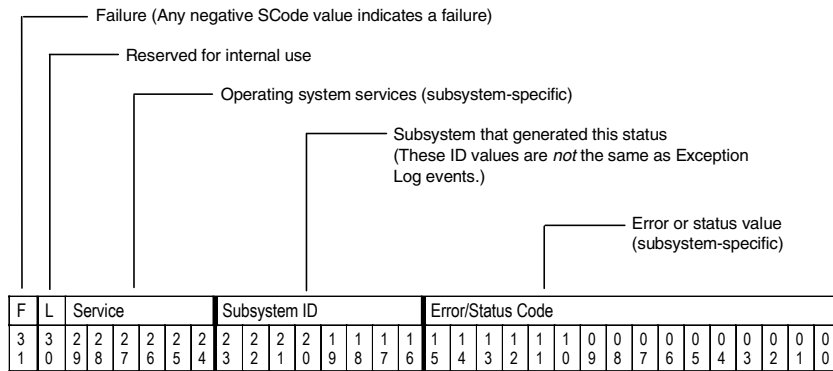 Failure (Any negative SCode value indicates a failure)
Reserved for internal use
Operating system services (subsystem-specific)
Subsystem that generated this status
(These ID values are not the same as Exception
Log events.)
Error or status value
(subsystem-specific)
F L Service Subsystem ID Error/Status Code
3 3 2 2 2 2 2 2 2 2 2 2 1 1 1 1 1 1 1 1 1 1 0 0 0 0 0 0 0 0 0 0
1 0 9 8 7 6 5 4 3 2 1 0 9 8 7 6 5 4 3 2 1 0 9 8 7 6 5 4 3 2 1 0